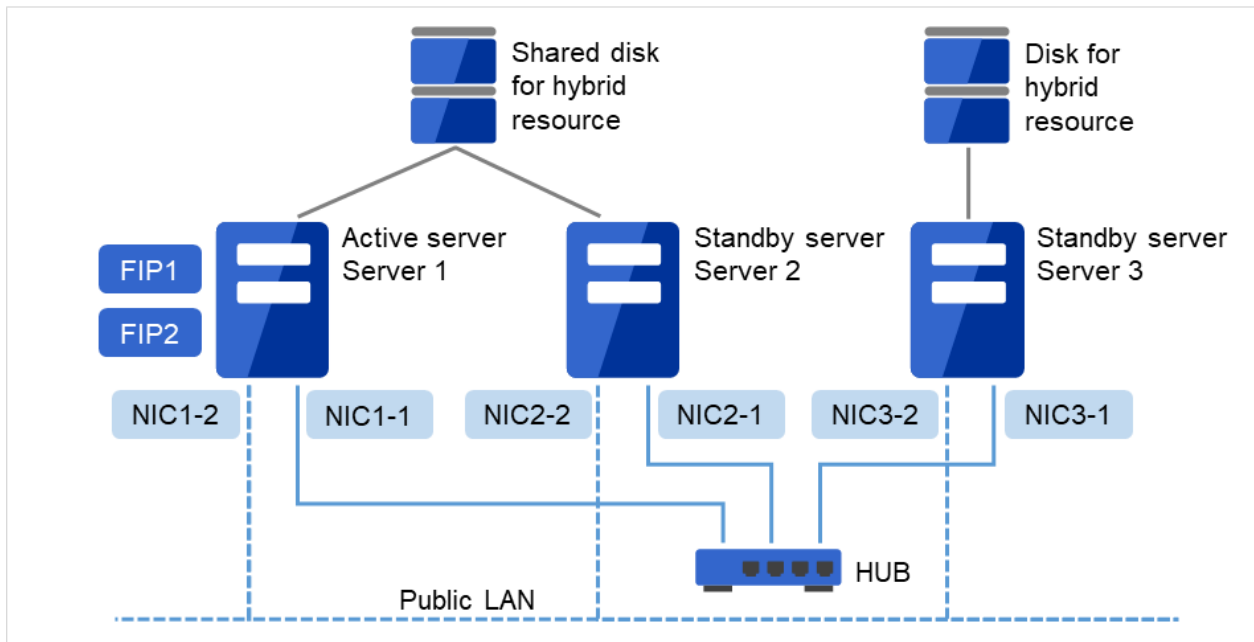 Shared disk
for hybrid
resource
Disk for
hybrid
resource
Active server
Server 1
Standby server
Server 2
Standby server
Server 3
FIP1
FIP2
NIC1-2
NIC1-1
NIC2-2
NIC2-1
NIC3-2
NIC3-1
HUB
Public LAN